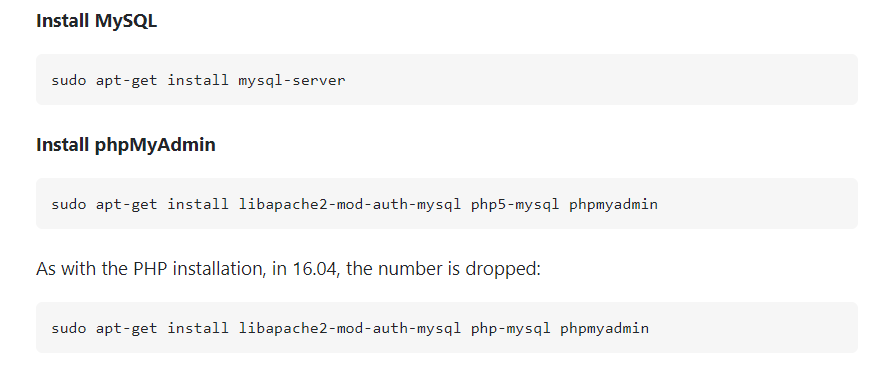 Install MySQL
sudo apt-get install mysql-server
Install phpMyAdmin
sudo apt-get install libapache2-mod-auth-mysql php5-mysql phpmyadmin
As with the PHP installation, in 16.04, the number is dropped:
sudo apt-get install libapache2-mod-auth-mysql php-mysql phpmyadmin